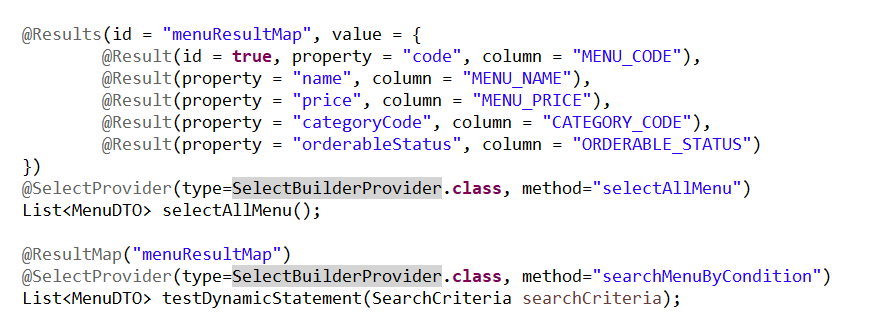 @Results(id = "menuResultMap", value = {
@Result(id = true, property = "code", column = "MENU_CODE"),
@Result(property = "name", column = "MENU_NAME"),
@Result(property = "price", column = "MENU_PRICE"),
@Result(property = "categoryCode", column = "CATEGORY_CODE"),
@Result(property = "orderableStatus", column = "ORDERABLE_STATUS")
})
@SelectProvider(type=SelectBuilderProvider.class, method="selectAllMenu")
List<MenuDTO> selectAllMenu();
@ResultMap("menuResultMap")
@SelectProvider(type=SelectBuilderProvider.class, method="searchMenuByCondition")
List<MenuDTO> testDynamicStatement(SearchCriteria searchCriteria);